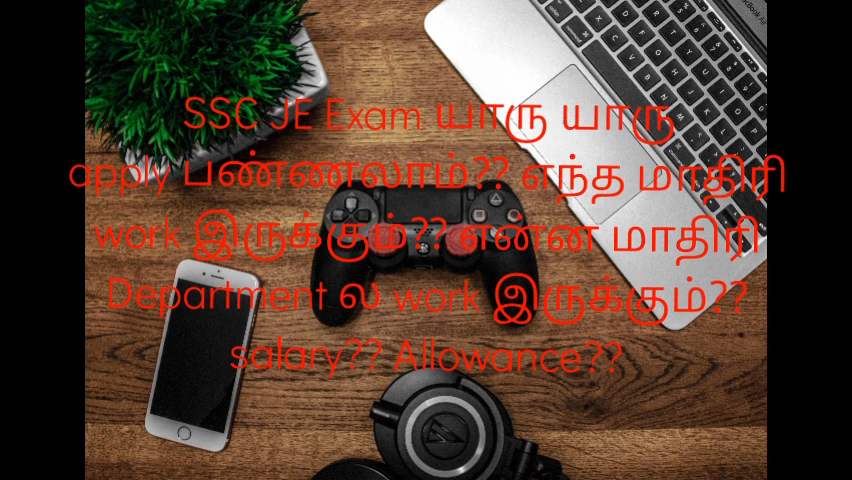 SSC JE Exam யாரு யாரு
apply பண்ணலாம்?? எந்த மாதிரி
work இருக்கும்?? என்ன மாதிரி
Department ல work இருக்கும்??
salary?? Allowance??